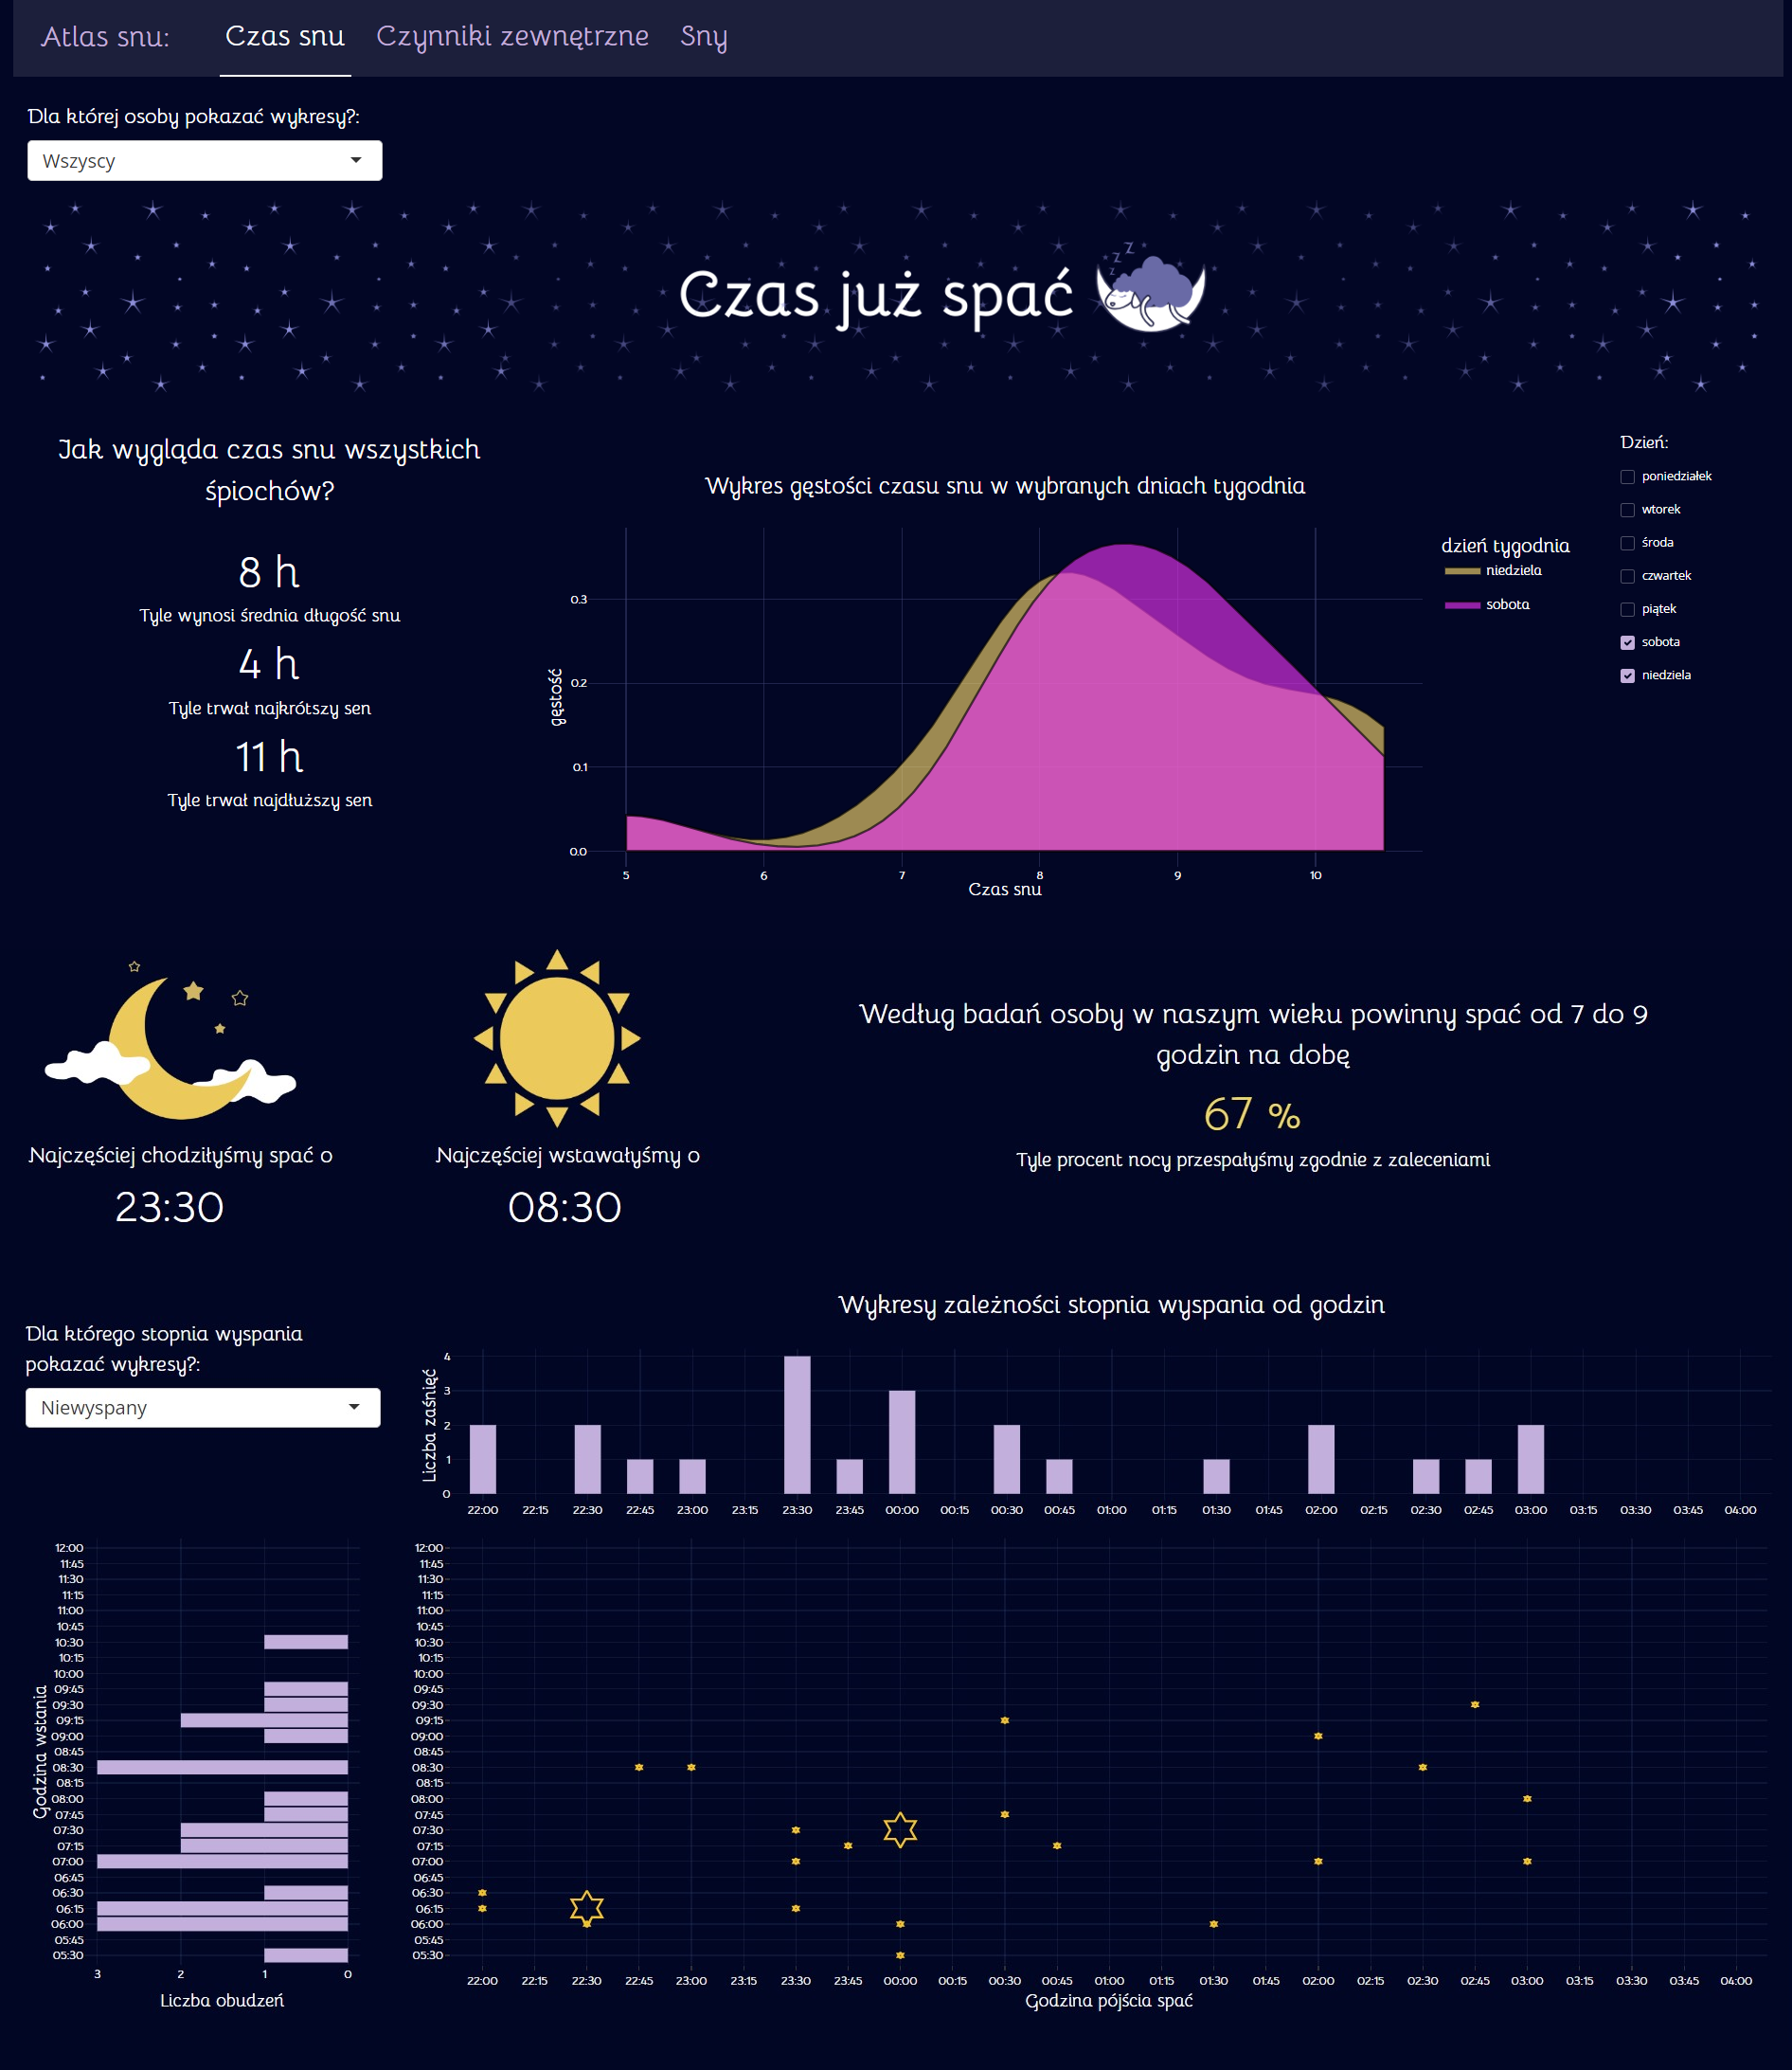 Atlas snu: Czas snu Czynniki zewnętrzne Sny
Dla której osoby pokazać wykresy?:
Wszyscy
z z z
Czas już spać
Jak wygląda czas snu wszystkich
śpiochów?
8 h
Tyle wynosi średnia długość snu
4 h
Tyle trwał najkrótszy sen
11 h
Tyle trwał najdłuższy sen
Wykres gęstości czasu snu w wybranych dniach tygodnia
gęstość
0.3
0.2
0.1
0.0
5 6 7 8 9 10
Czas snu
dzień tygodnia
niedziela
sobota
Dzień:
poniedziałek
wtorek
środa
czwartek
piątek
sobota
niedziela
Najczęściej chodziłyśmy spać o
23:30
Najczęściej wstawałyśmy o
08:30
Według badań osoby w naszym wieku powinny spać od 7 do 9
godzin na dobę
67 %
Tyle procent nocy przespałyśmy zgodnie z zaleceniami
Dla którego stopnia wyspania
pokazać wykresy?:
Niewyspany
Wykresy zależności stopnia wyspania od godzin
Liczba zaśnięć
4
3
2
1
0
22:00 22:15 22:30 22:45 23:00 23:15 23:30 23:45 00:00 00:15 00:30 00:45 01:00 01:15 01:30 01:45 02:00 02:15 02:30 02:45 03:00 03:15 03:30 03:45 04:00
Godzina wstania
12:00
11:45
11:30
11:15
11:00
10:45
10:30
10:15
10:00
09:45
09:30
09:15
09:00
08:45
08:30
08:15
08:00
07:45
07:30
07:15
07:00
06:45
06:30
06:15
06:00
05:45
05:30
3 2 1 0
Liczba obudzeń
12:00
11:45
11:30
11:15
11:00
10:45
10:30
10:15
10:00
09:45
09:30
09:15
09:00
08:45
08:30
08:15
08:00
07:45
07:30
07:15
07:00
06:45
06:30
06:15
06:00
05:45
05:30
22:00 22:15 22:30 22:45 23:00 23:15 23:30 23:45 00:00 00:15 00:30 00:45 01:00 01:15 01:30 01:45 02:00 02:15 02:30 02:45 03:00 03:15 03:30 03:45 04:00
Godzina pójścia spać